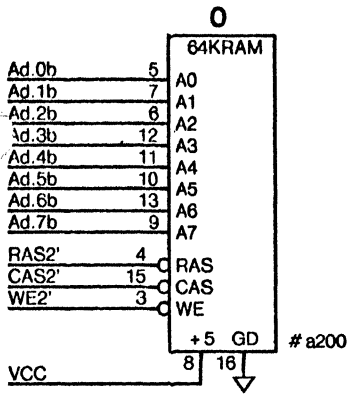 0
64KRAM
Ad.0b 5 A0
Ad.1b 7 A1
Ad.2b 6 A2
Ad.3b 12 A3
Ad.4b 11 A4
Ad.5b 10 A5
Ad.6b 13 A6
Ad.7b 9 A7
RAS2' 4 RAS
CAS2' 15 CAS
WE2' 3 WE
+5 GD # a200
VCC 8 16